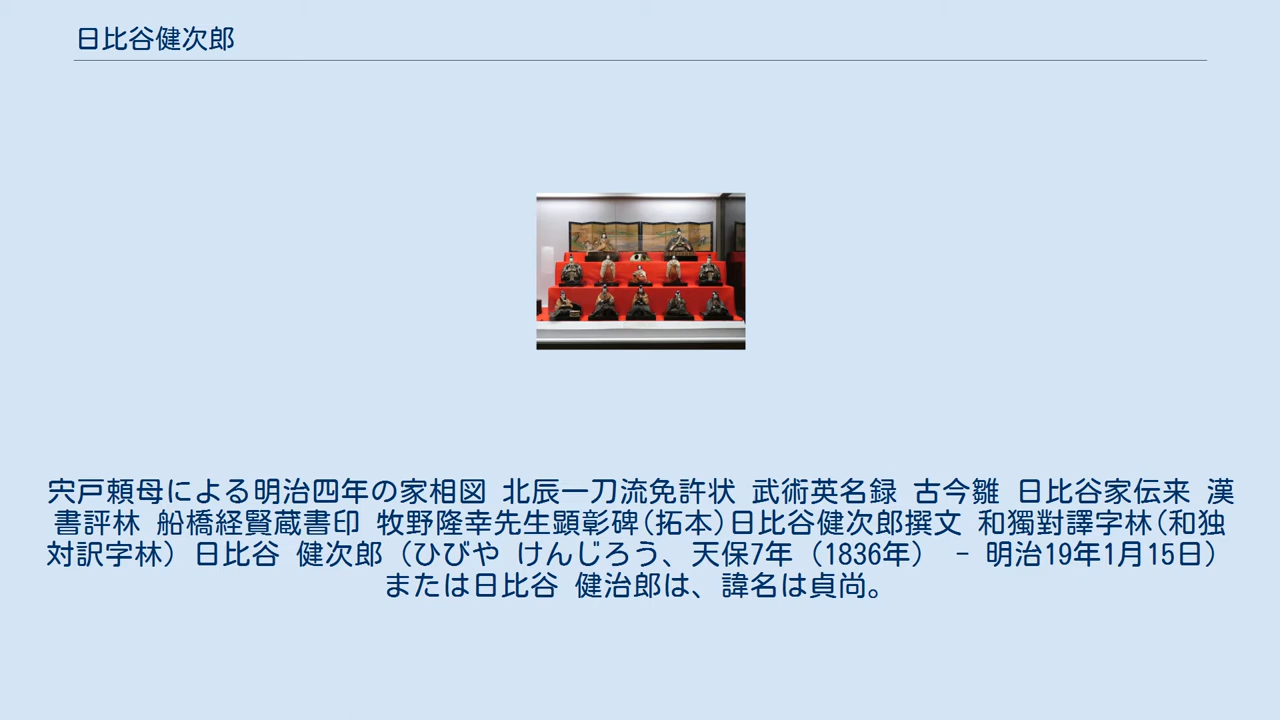 日比谷健次郎
宍戸頼母による明治四年の家相図 北辰一刀流免許状 武術英名録 古今雛 日比谷家伝来 漢
書評林 船橋経賢蔵書印 牧野隆幸先生顕彰碑(拓本)日比谷健次郎撰文 和獨對譯字林(和独
対訳字林) 日比谷 健次郎（ひびや けんじろう、天保7年（1836年） - 明治19年1月15日）
または日比谷 健治郎は、諱名は貞尚。